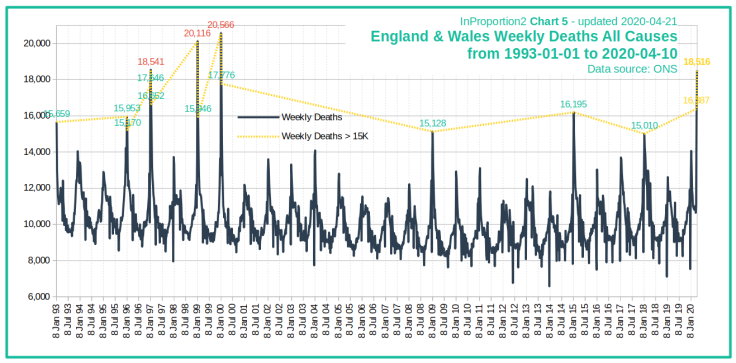 InProportion2 Chart 5 - updated 2020-04-21
England & Wales Weekly Deaths All Causes
from 1993-01-01 to 2020-04-10
Data source: ONS
20,566
20,116
18,541
18,516
17,846
17,776
16,387
16,195
15,953
15,128
15,010
Weekly Deaths
Weekly Deaths > 15K
20,000
18,000
16,000
14,000
12,000
10,000
8,000
6,000
8 Jan 93
8 Jul 93
8 Jan 94
8 Jul 94
8 Jan 95
8 Jul 95
8 Jan 96
8 Jul 96
8 Jan 97
8 Jul 97
8 Jan 98
8 Jul 98
8 Jan 99
8 Jul 99
8 Jan 00
8 Jul 00
8 Jan 01
8 Jul 01
8 Jan 02
8 Jul 02
8 Jan 03
8 Jul 03
8 Jan 04
8 Jul 04
8 Jan 05
8 Jul 05
8 Jan 06
8 Jul 06
8 Jan 07
8 Jul 07
8 Jan 08
8 Jul 08
8 Jan 09
8 Jul 09
8 Jan 10
8 Jul 10
8 Jan 11
8 Jul 11
8 Jan 12
8 Jul 12
8 Jan 13
8 Jul 13
8 Jan 14
8 Jul 14
8 Jan 15
8 Jul 15
8 Jan 16
8 Jul 16
8 Jan 17
8 Jul 17
8 Jan 18
8 Jul 18
8 Jan 19
8 Jul 19
8 Jan 20